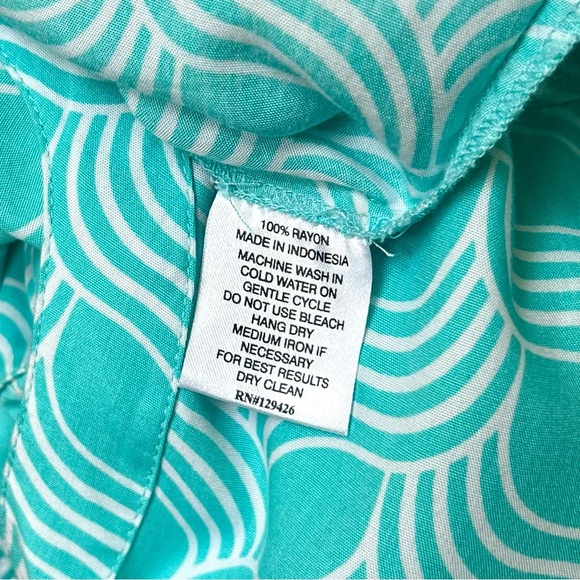 100% RAYON
MADE IN INDONESIA
MACHINE WASH IN
COLD WATER ON
GENTLE CYCLE
DO NOT USE BLEACH
HANG DRY
MEDIUM IRON IF
NECESSARY
FOR BEST RESULTS
DRY CLEAN
RN#129426